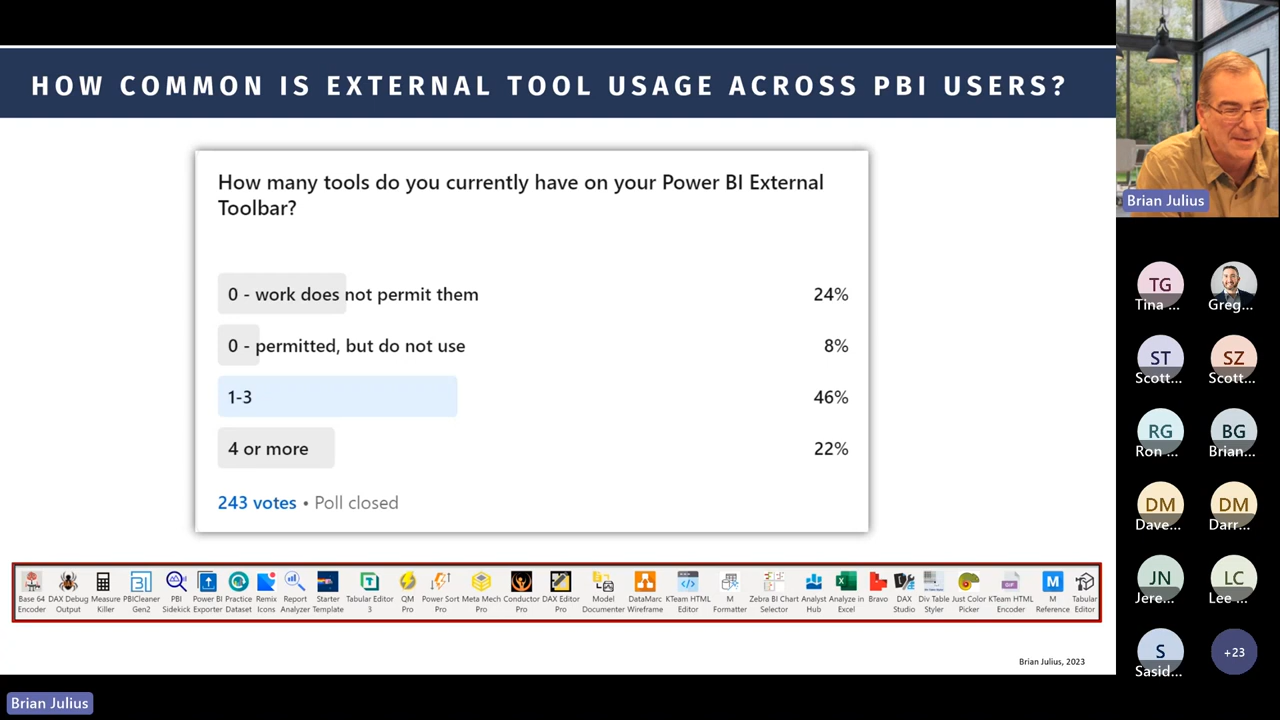 HOW COMMON IS EXTERNAL TOOL USAGE ACROSS PBI USERS?
How many tools do you currently have on your Power BI External
Toolbar?
0 - work does not permit them 24%
0 - permitted, but do not use 8%
1-3 46%
4 or more 22%
243 votes • Poll closed
Base 64 Encoder
DAX Debug Output
Measure Killer
PBICleaner Gen2
PBI Sidekick
Power BI Exporter
Practice Dataset
Remix Icons
Report Analyzer
Starter Template
Tabular Editor 3
QM Pro
Power Sort Pro
Meta Mech Pro
Conductor Pro
DAX Editor Pro
Model Documenter
DataMarc Wireframe
KTeam HTML Editor
M Formatter
Zebra BI Chart Selector
Analyst Hub
Analyze in Excel
Bravo
DAX Studio
Div Table Styler
Just Color Picker
KTeam HTML Encoder
M Reference
Tabular Editor
Brian Julius, 2023
Brian Julius
Brian Julius
TG
Tina ...
Greg...
ST
Scott...
SZ
Scott...
RG
Ron ...
BG
Brian...
DM
Dave...
DM
Darr...
JN
Jere...
LC
Lee ...
S
Sasid...
+23